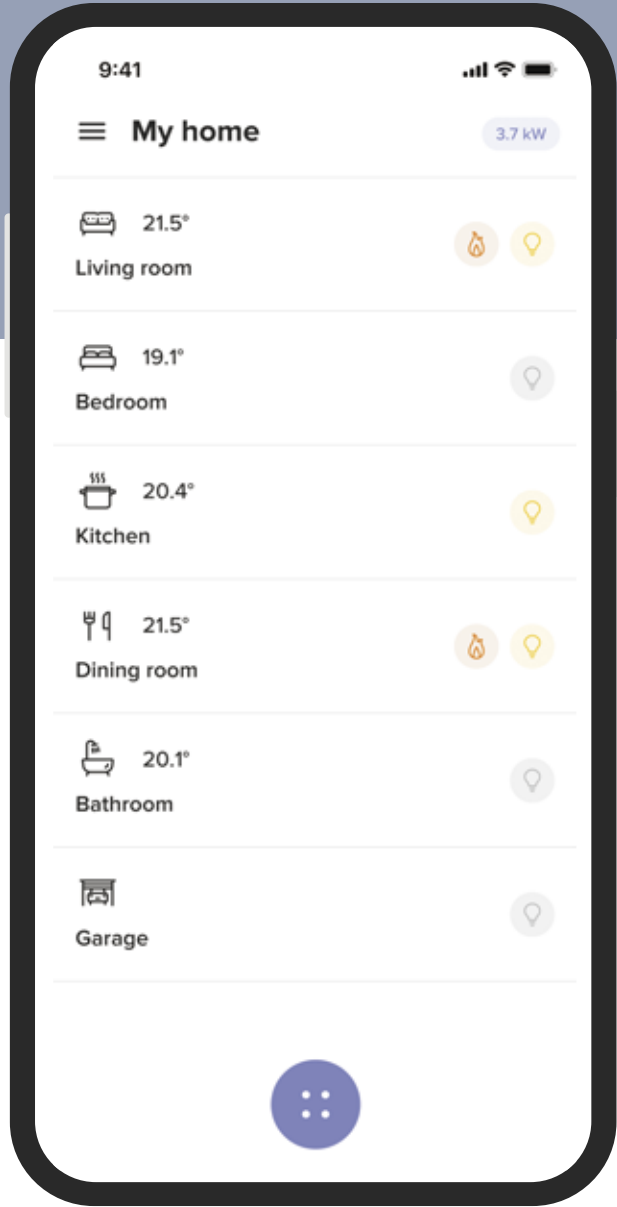 9:41
My home
3.7 kW
21.5°
Living room
19.1°
Bedroom
20.4°
Kitchen
21.5°
Dining room
20.1°
Bathroom
Garage